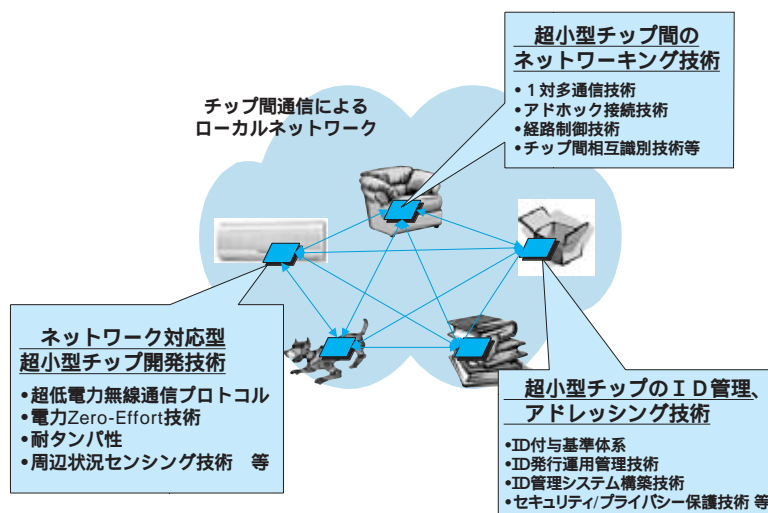 超小型チップ間の
ネットワーキング技術
•１対多通信技術
•アドホック接続技術
•経路制御技術
•チップ間相互識別技術等
チップ間通信による
ローカルネットワーク
ネットワーク対応型
超小型チップ開発技術
•超低電力無線通信プロトコル
•電力Zero-Effort技術
•耐タンパ性
•周辺状況センシング技術　等
超小型チップのＩＤ管理、
アドレッシング技術
•ID付与基準体系
•ID発行運用管理技術
•ID管理システム構築技術
•セキュリティ/プライバシー保護技術 等